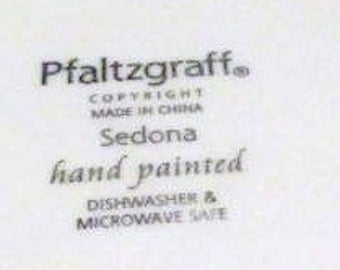 Pfaltzgraff®
COPYRIGHT
MADE IN CHINA
Sedona
hand painted
DISHWASHER &
MICROWAVE SAFE